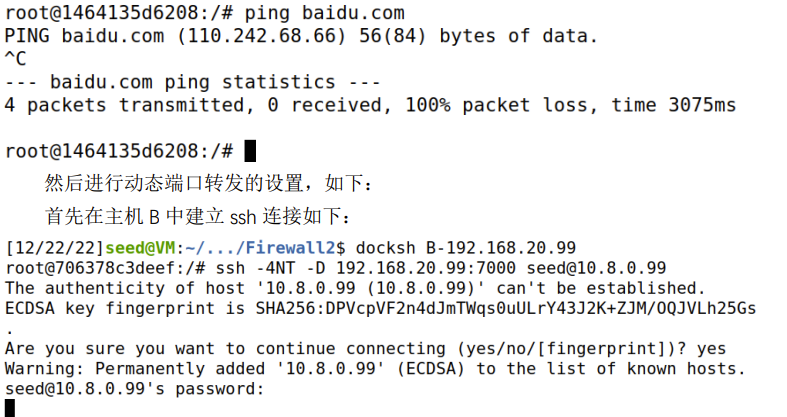 root@1464135d6208:/# ping baidu.com
PING baidu.com (110.242.68.66) 56(84) bytes of data.
^C
--- baidu.com ping statistics ---
4 packets transmitted, 0 received, 100% packet loss, time 3075ms
root@1464135d6208:/#
然后进行动态端口转发的设置，如下：
首先在主机 B 中建立 ssh 连接如下：
[12/22/22]seed@VM:~/.../Firewall2$ docksh B-192.168.20.99
root@706378c3deef:/# ssh -4NT -D 192.168.20.99:7000 seed@10.8.0.99
The authenticity of host '10.8.0.99 (10.8.0.99)' can't be established.
ECDSA key fingerprint is SHA256:DPVcpVF2n4dJmTWqs0uULrY43J2K+ZJM/OQJVLh25Gs
.
Are you sure you want to continue connecting (yes/no/[fingerprint])? yes
Warning: Permanently added '10.8.0.99' (ECDSA) to the list of known hosts.
seed@10.8.0.99's password: